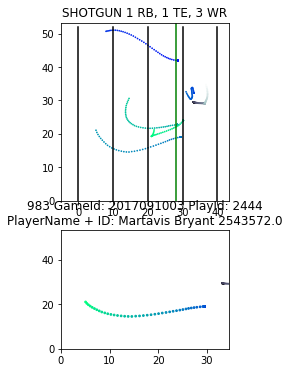 SHOTGUN 1 RB, 1 TE, 3 WR
50
40
30
20
10
0
0 10 20 30 40
983 GameId: 2017091003 PlayId: 2444
PlayerName + ID: Martavis Bryant 2543572.0
40
20
0
0 10 20 30